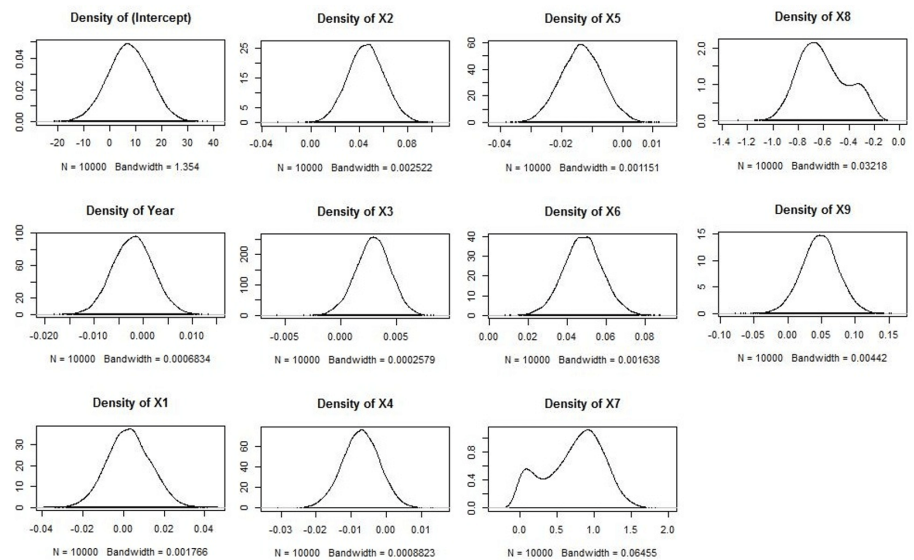 Density of (Intercept)
0.00 0.02 0.04
-20 -10 0 10 20 30 40
N = 10000 Bandwidth = 1.354
Density of X2
0 5 15 25
-0.04 0.00 0.04 0.08
N = 10000 Bandwidth = 0.002522
Density of X5
0 20 40 60
-0.04 -0.02 0.00 0.01
N = 10000 Bandwidth = 0.001151
Density of X8
0.0 1.0 2.0
-1.4 -1.2 -1.0 -0.8 -0.6 -0.4 -0.2 0.0
N = 10000 Bandwidth = 0.03218
Density of Year
0 20 40 60 80 100
-0.020 -0.010 0.000 0.010
N = 10000 Bandwidth = 0.0006834
Density of X3
0 100 200
-0.005 0.000 0.005
N = 10000 Bandwidth = 0.0002579
Density of X6
0 10 20 30 40
0.00 0.02 0.04 0.06 0.08
N = 10000 Bandwidth = 0.001638
Density of X9
0 5 10 15
-0.10 -0.05 0.00 0.05 0.10 0.15
N = 10000 Bandwidth = 0.00442
Density of X1
0 10 20 30
-0.04 -0.02 0.00 0.02 0.04
N = 10000 Bandwidth = 0.001766
Density of X4
0 20 40 60
-0.03 -0.02 -0.01 0.00 0.01
N = 10000 Bandwidth = 0.0008823
Density of X7
0.0 0.4 0.8
0.0 0.5 1.0 1.5 2.0
N = 10000 Bandwidth = 0.06455